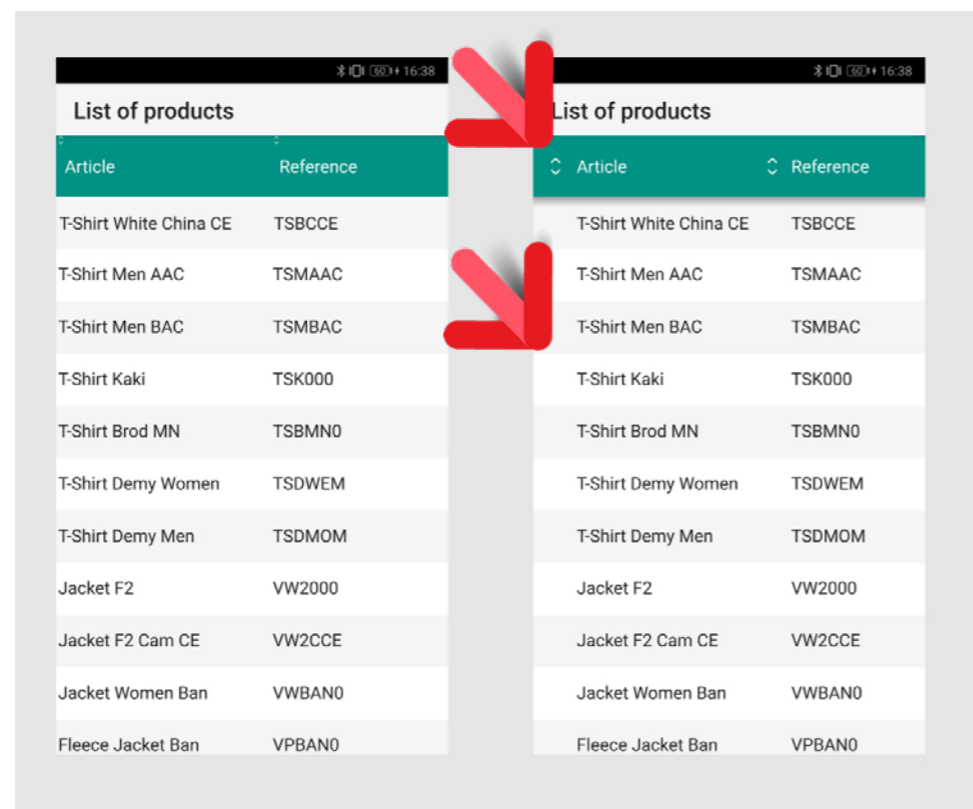 60 16:38
List of products
Article Reference
T-Shirt White China CE TSBCCE
T-Shirt Men AAC TSMAAC
T-Shirt Men BAC TSMBAC
T-Shirt Kaki TSK000
T-Shirt Brod MN TSBMN0
T-Shirt Demy Women TSDWEM
T-Shirt Demy Men TSDMOM
Jacket F2 VW2000
Jacket F2 Cam CE VW2CCE
Jacket Women Ban VWBAN0
Fleece Jacket Ban VPBAN0
60 16:38
List of products
Article Reference
T-Shirt White China CE TSBCCE
T-Shirt Men AAC TSMAAC
T-Shirt Men BAC TSMBAC
T-Shirt Kaki TSK000
T-Shirt Brod MN TSBMN0
T-Shirt Demy Women TSDWEM
T-Shirt Demy Men TSDMOM
Jacket F2 VW2000
Jacket F2 Cam CE VW2CCE
Jacket Women Ban VWBAN0
Fleece Jacket Ban VPBAN0